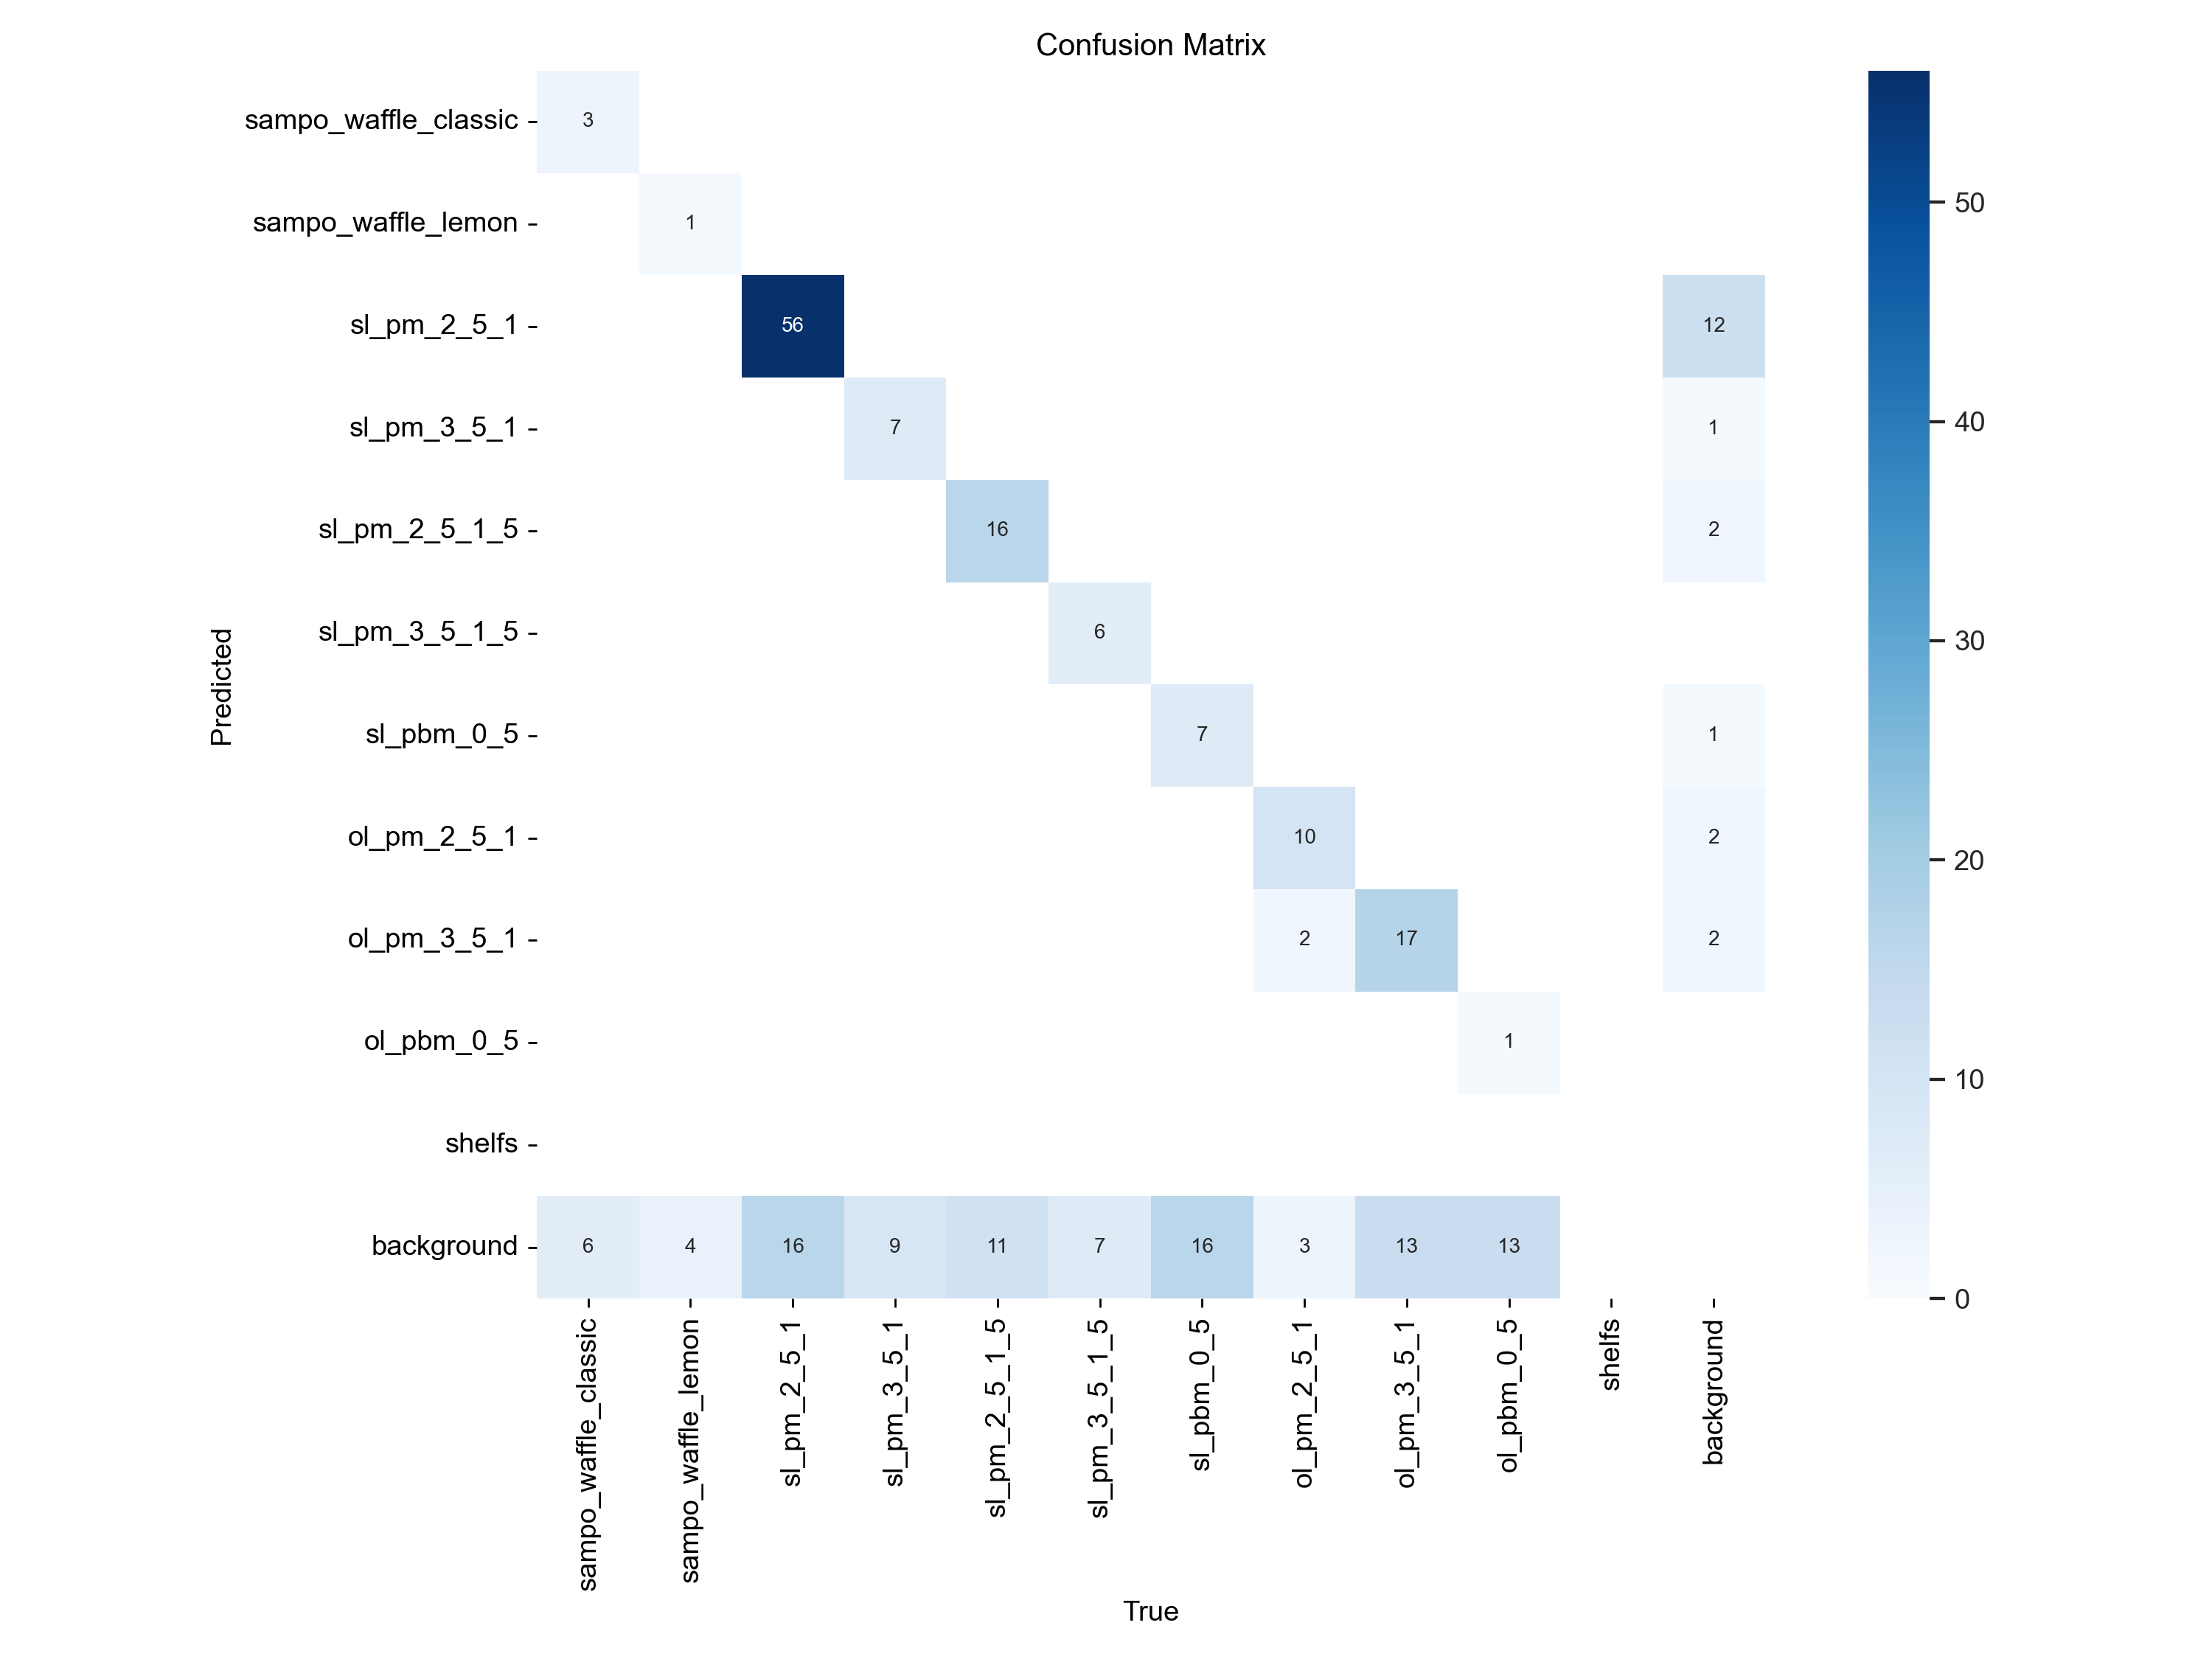 Confusion Matrix
sampo_waffle_classic 3
sampo_waffle_lemon 1
sl_pm_2_5_1 56 12
50
sl_pm_3_5_1 7 1
40
sl_pm_2_5_1_5 16 2
sl_pm_3_5_1_5 6
30
Predicted
sl_pbm_0_5 7 1
ol_pm_2_5_1 10 2
20
ol_pm_3_5_1 2 17 2
ol_pbm_0_5 1
10
shelfs
background 6 4 16 9 11 7 16 3 13 13
0
sampo_waffle_classic
sampo_waffle_lemon
sl_pm_2_5_1
sl_pm_3_5_1
sl_pm_2_5_1_5
sl_pm_3_5_1_5
sl_pbm_0_5
ol_pm_2_5_1
ol_pm_3_5_1
ol_pbm_0_5
shelfs
background
True